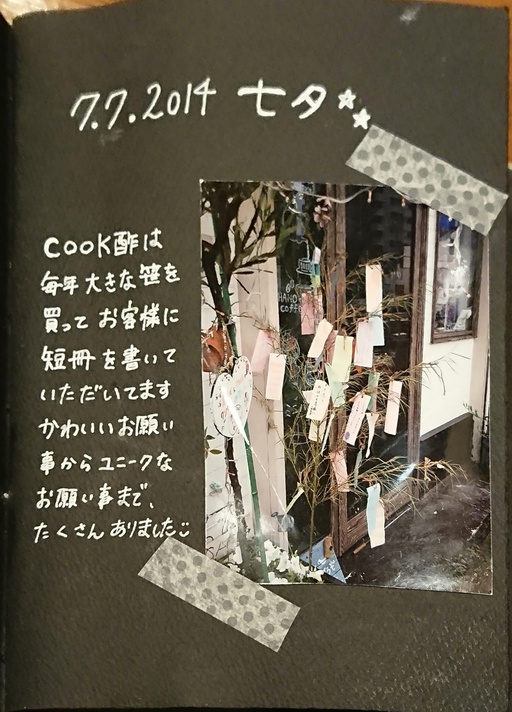 7.7.2014 七夕☆☆
COOK酢は
毎年大きな笹を
買って お客様に
短冊を書いて
いただいてます
かわいいお願い
事からユニークな
お願い事まで、
たくさんありました